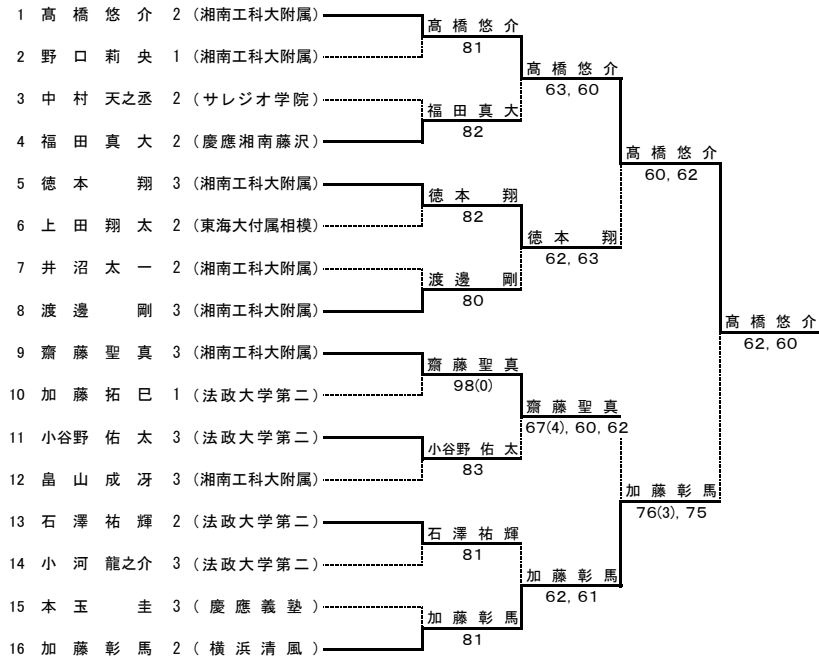 1 髙橋悠介 2 (湘南工科大附属)
2 野口莉央 1 (湘南工科大附属)
3 中村天之丞 2 (サレジオ学院)
4 福田真大 2 (慶應湘南藤沢)
5 徳本翔 3 (湘南工科大附属)
6 上田翔太 2 (東海大付属相模)
7 井沼太一 2 (湘南工科大附属)
8 渡邊剛 3 (湘南工科大附属)
9 齋藤聖真 3 (湘南工科大附属)
10 加藤拓巳 1 (法政大学第二)
11 小谷野佑太 3 (法政大学第二)
12 畠山成冴 3 (湘南工科大附属)
13 石澤祐輝 2 (法政大学第二)
14 小河龍之介 3 (法政大学第二)
15 本玉圭 3 (慶應義塾)
16 加藤彰馬 2 (横浜清風)
髙橋悠介
81
福田真大
82
徳本翔
82
渡邊剛
80
齋藤聖真
98(0)
小谷野佑太
83
石澤祐輝
81
加藤彰馬
81
髙橋悠介
63, 60
徳本翔
62, 63
齋藤聖真
67(4), 60, 62
加藤彰馬
62, 61
髙橋悠介
60, 62
加藤彰馬
76(3), 75
髙橋悠介
62, 60